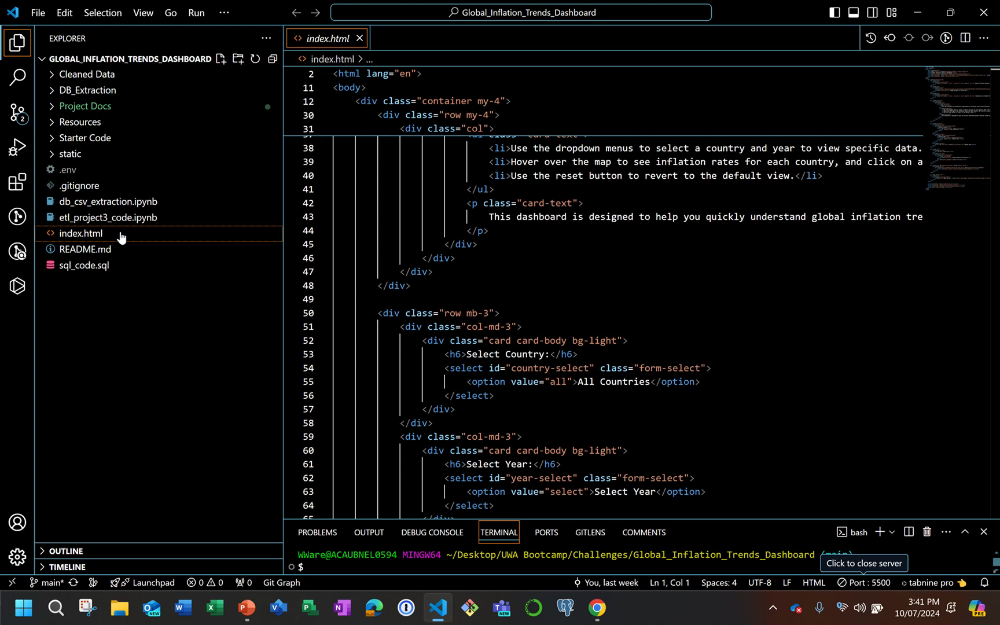 File Edit Selection View Go Run ...
Global_Inflation_Trends_Dashboard
EXPLORER
GLOBAL_INFLATION_TRENDS_DASHBOARD
Cleaned Data
DB_Extraction
Project Docs
Resources
Starter Code
static
.env
.gitignore
db_csv_extraction.ipynb
etl_project3_code.ipynb
index.html
README.md
sql_code.sql
OUTLINE
TIMELINE
2
index.html
index.html > ...
2 <html lang="en">
11 <body>
12 <div class="container my-4">
30 <div class="row my-4">
31 <div class="col">
38 <li>Use the dropdown menus to select a country and year to view specific data.
39 <li>Hover over the map to see inflation rates for each country, and click on a
40 <li>Use the reset button to revert to the default view.</li>
41 </ul>
42 <p class="card-text">
43 This dashboard is designed to help you quickly understand global inflation tre
44 </p>
45 </div>
46 </div>
47 </div>
48 </div>
49
50 <div class="row mb-3">
51 <div class="col-md-3">
52 <div class="card card-body bg-light">
53 <h6>Select Country:</h6>
54 <select id="country-select" class="form-select">
55 <option value="all">All Countries</option>
56 </select>
57 </div>
58 </div>
59 <div class="col-md-3">
60 <div class="card card-body bg-light">
61 <h6>Select Year:</h6>
62 <select id="year-select" class="form-select">
63 <option value="select">Select Year</option>
64 </select>
65 </div>
PROBLEMS OUTPUT DEBUG CONSOLE TERMINAL PORTS GITLENS COMMENTS
bash
WWare@ACAUBNEL0594 MINGW64 ~/Desktop/UWA Bootcamp/Challenges/Global_Inflation_Trends_Dashboard (main)
$
Click to close server
main* Launchpad 0 0 0 Git Graph You, last week Ln 1, Col 1 Spaces: 4 UTF-8 LF HTML Port : 5500 tabnine pro
NEW
NEW
3:41 PM
10/07/2024
PRE